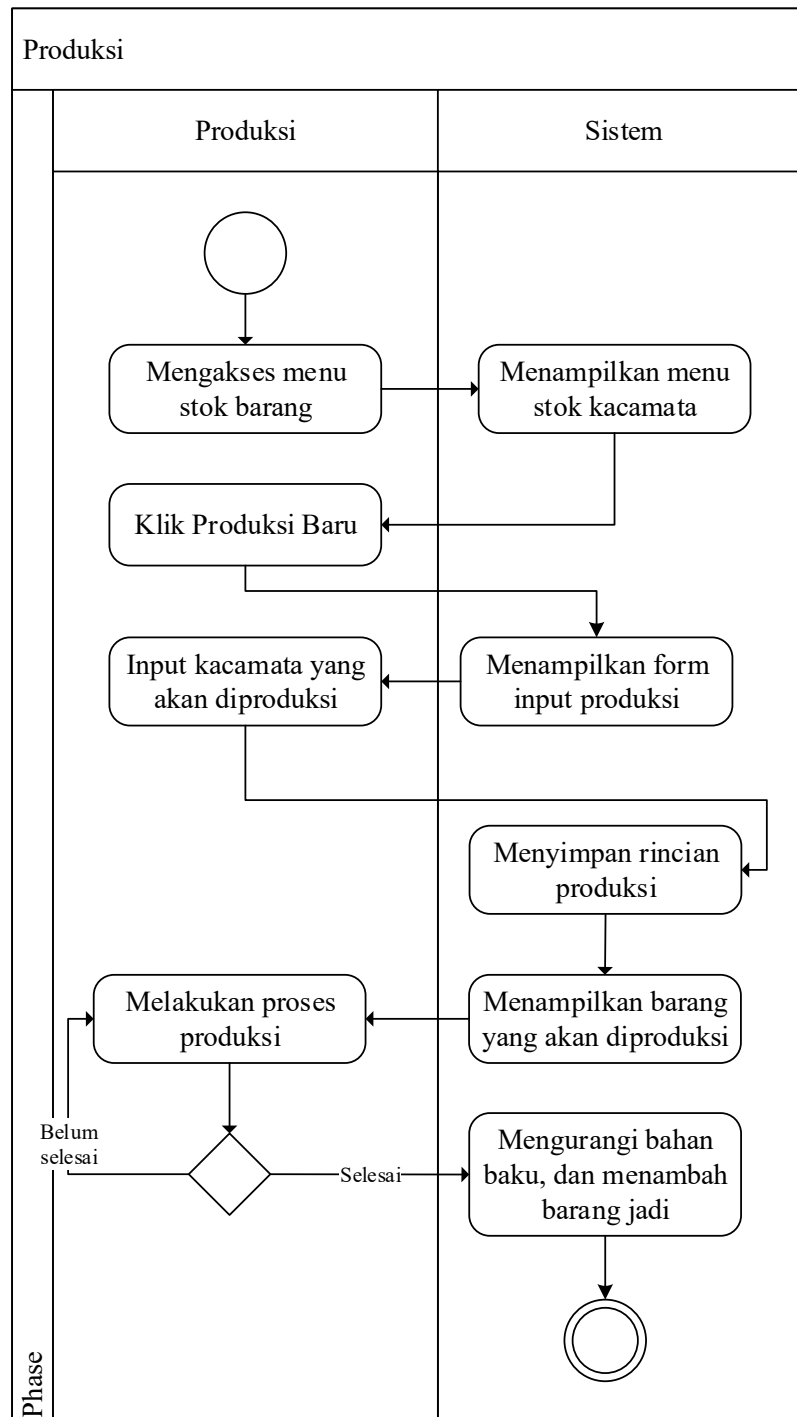 Produksi
Produksi
Sistem
Mengakses menu
stok barang
Menampilkan menu
stok kacamata
Klik Produksi Baru
Input kacamata yang
akan diproduksi
Menampilkan form
input produksi
Menyimpan rincian
produksi
Melakukan proses
produksi
Menampilkan barang
yang akan diproduksi
Belum
selesai
Selesai
Mengurangi bahan
baku, dan menambah
barang jadi
Phase